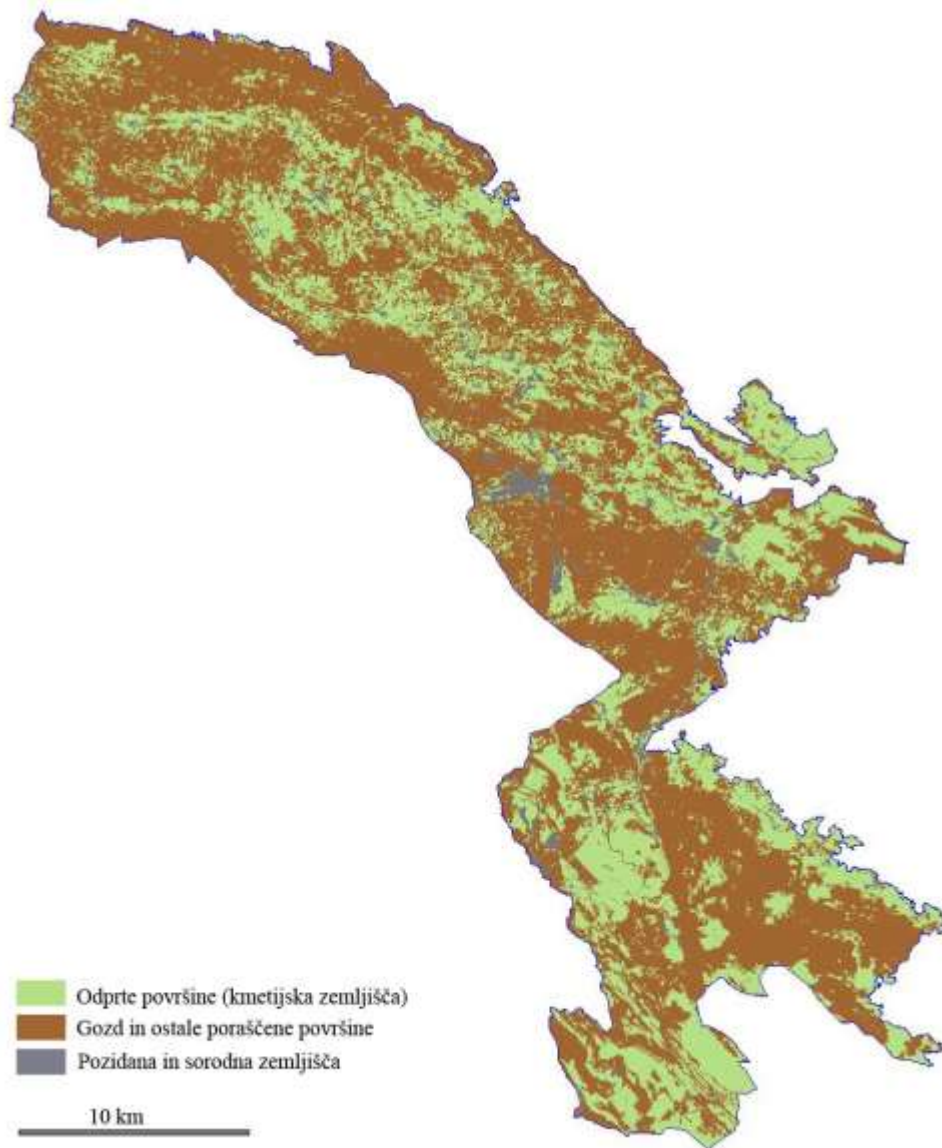 Odprte površine (kmetijska zemljišča)
Gozd in ostale poraščene površine
Pozidana in sorodna zemljišča
10 km